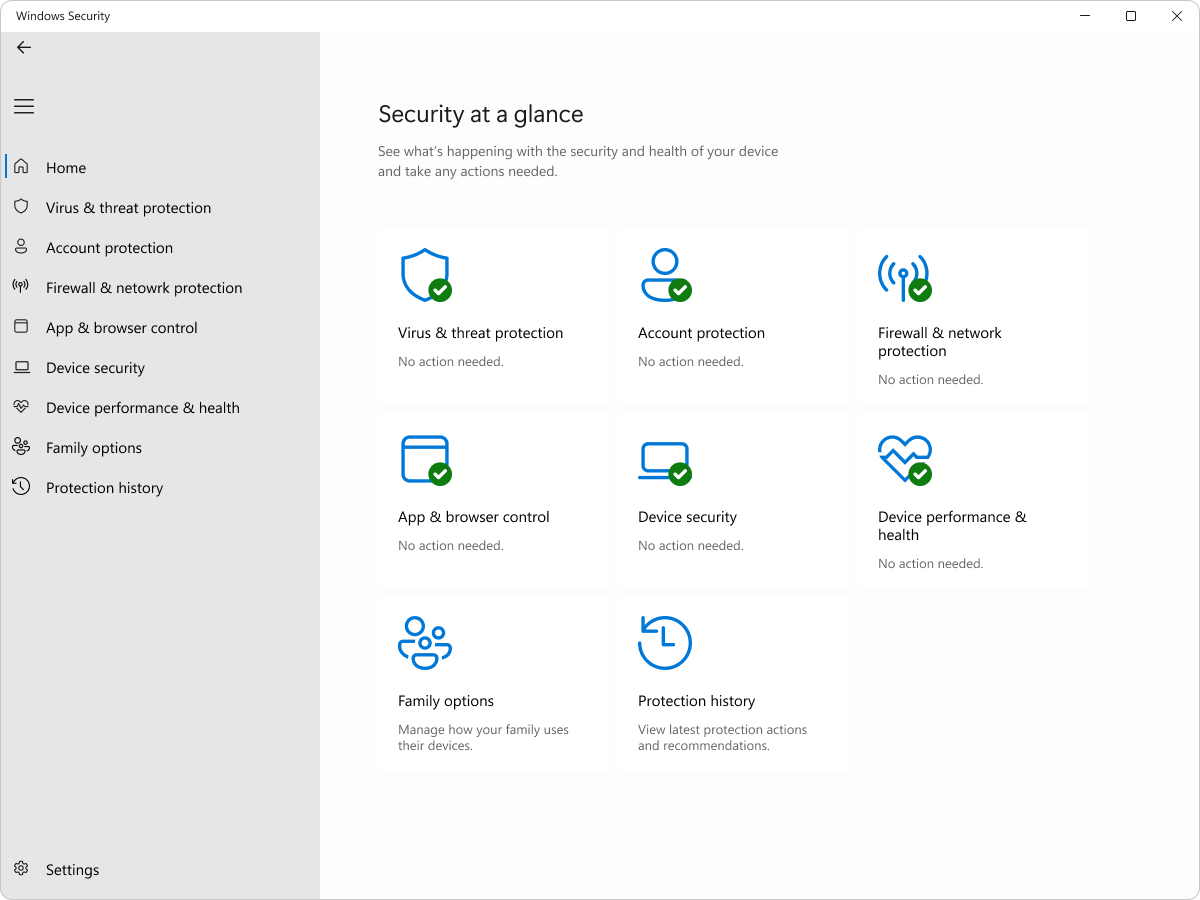 Windows Security
Home
Virus & threat protection
Account protection
Firewall & netowrk protection
App & browser control
Device security
Device performance & health
Family options
Protection history
Settings
Security at a glance
See what's happening with the security and health of your device
and take any actions needed.
Virus & threat protection
No action needed.
Account protection
No action needed.
Firewall & network
protection
No action needed.
App & browser control
No action needed.
Device security
No action needed.
Device performance &
health
No action needed.
Family options
Manage how your family uses
their devices.
Protection history
View latest protection actions
and recommendations.